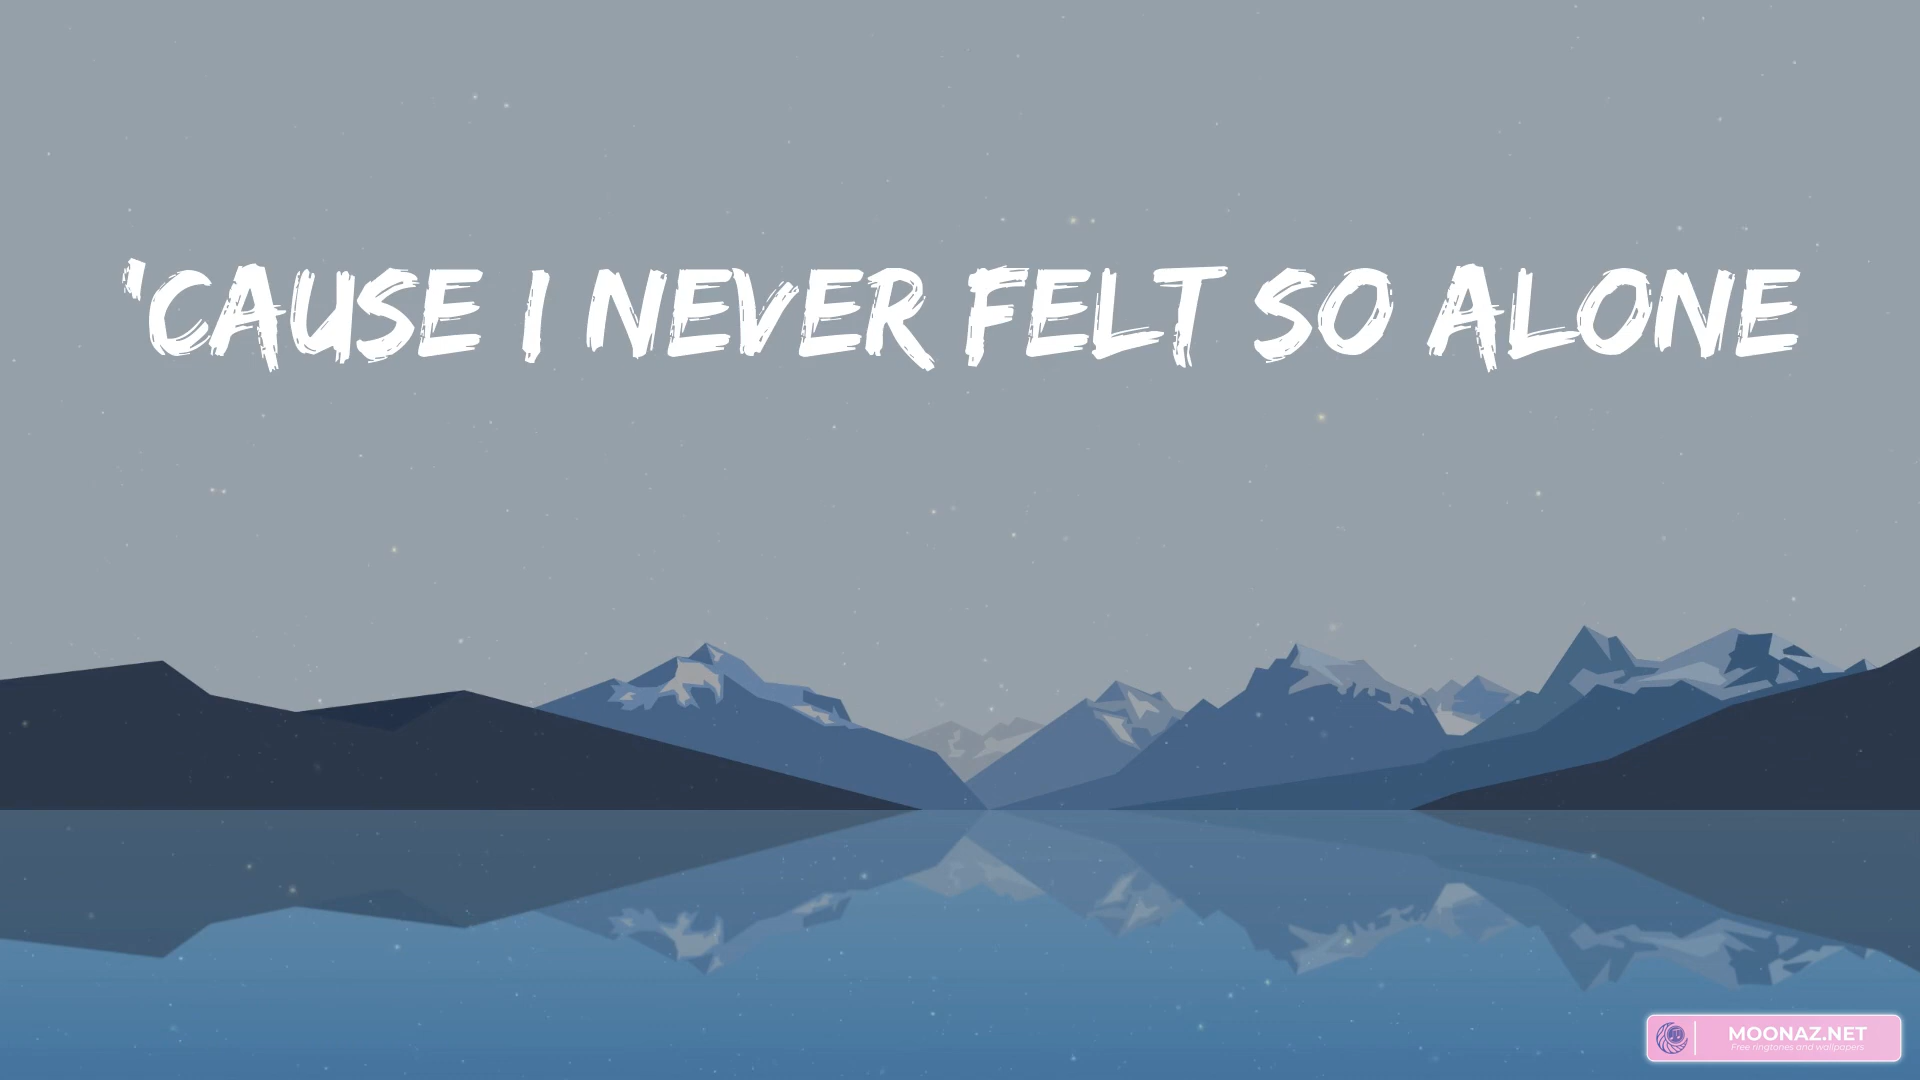 'CAUSE I NEVER FELT SO ALONE
MOONAZ.NET
Free ringtones and wallpapers